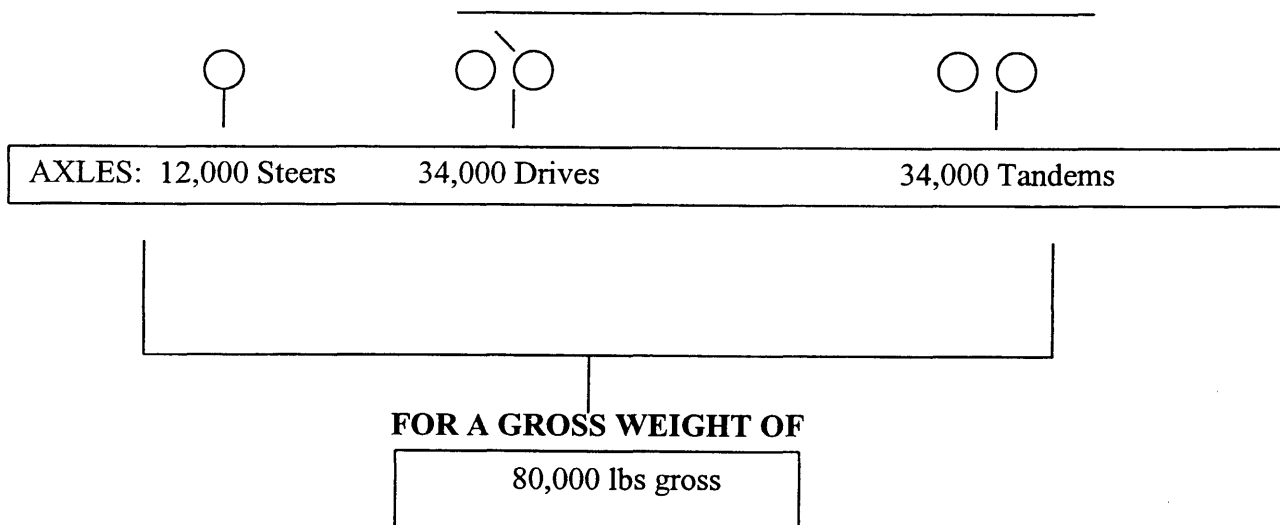 AXLES: 12,000 Steers 34,000 Drives 34,000 Tandems
FOR A GROSS WEIGHT OF
80,000 lbs gross